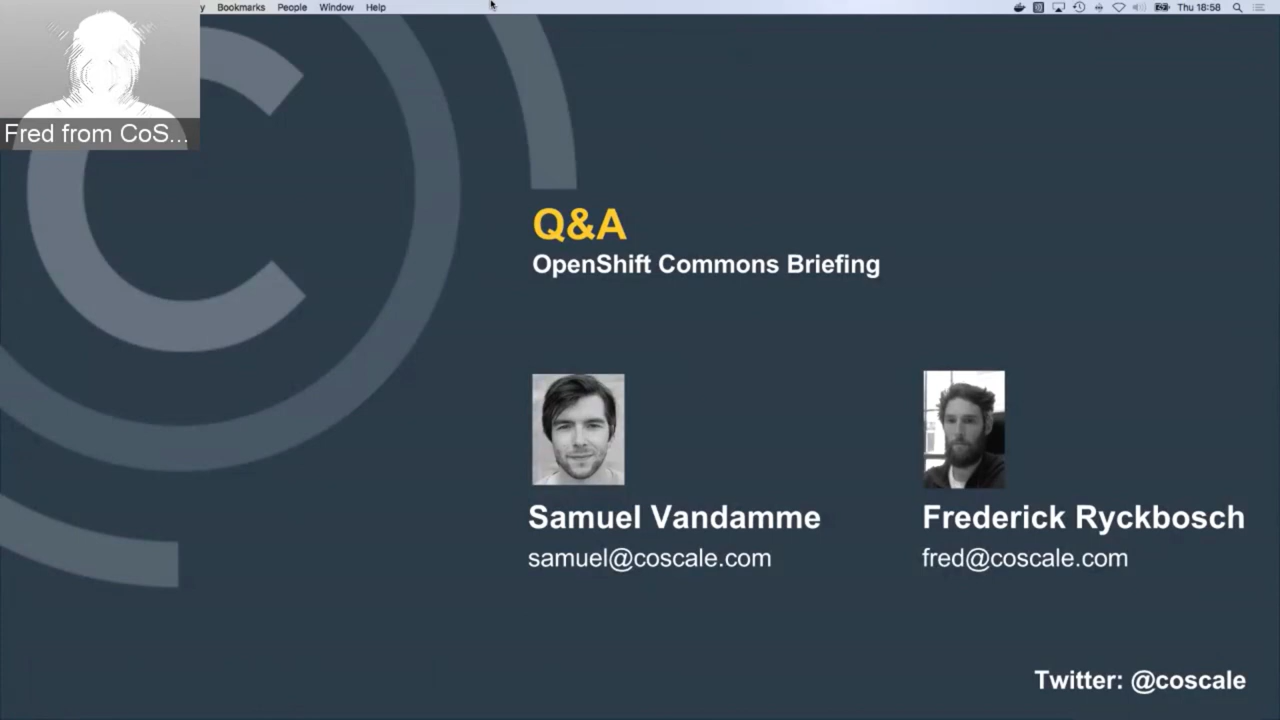 y Bookmarks People Window Help Thu 18:58
Fred from CoS...
Q&A
OpenShift Commons Briefing
Samuel Vandamme
samuel@coscale.com
Frederick Ryckbosch
fred@coscale.com
Twitter: @coscale